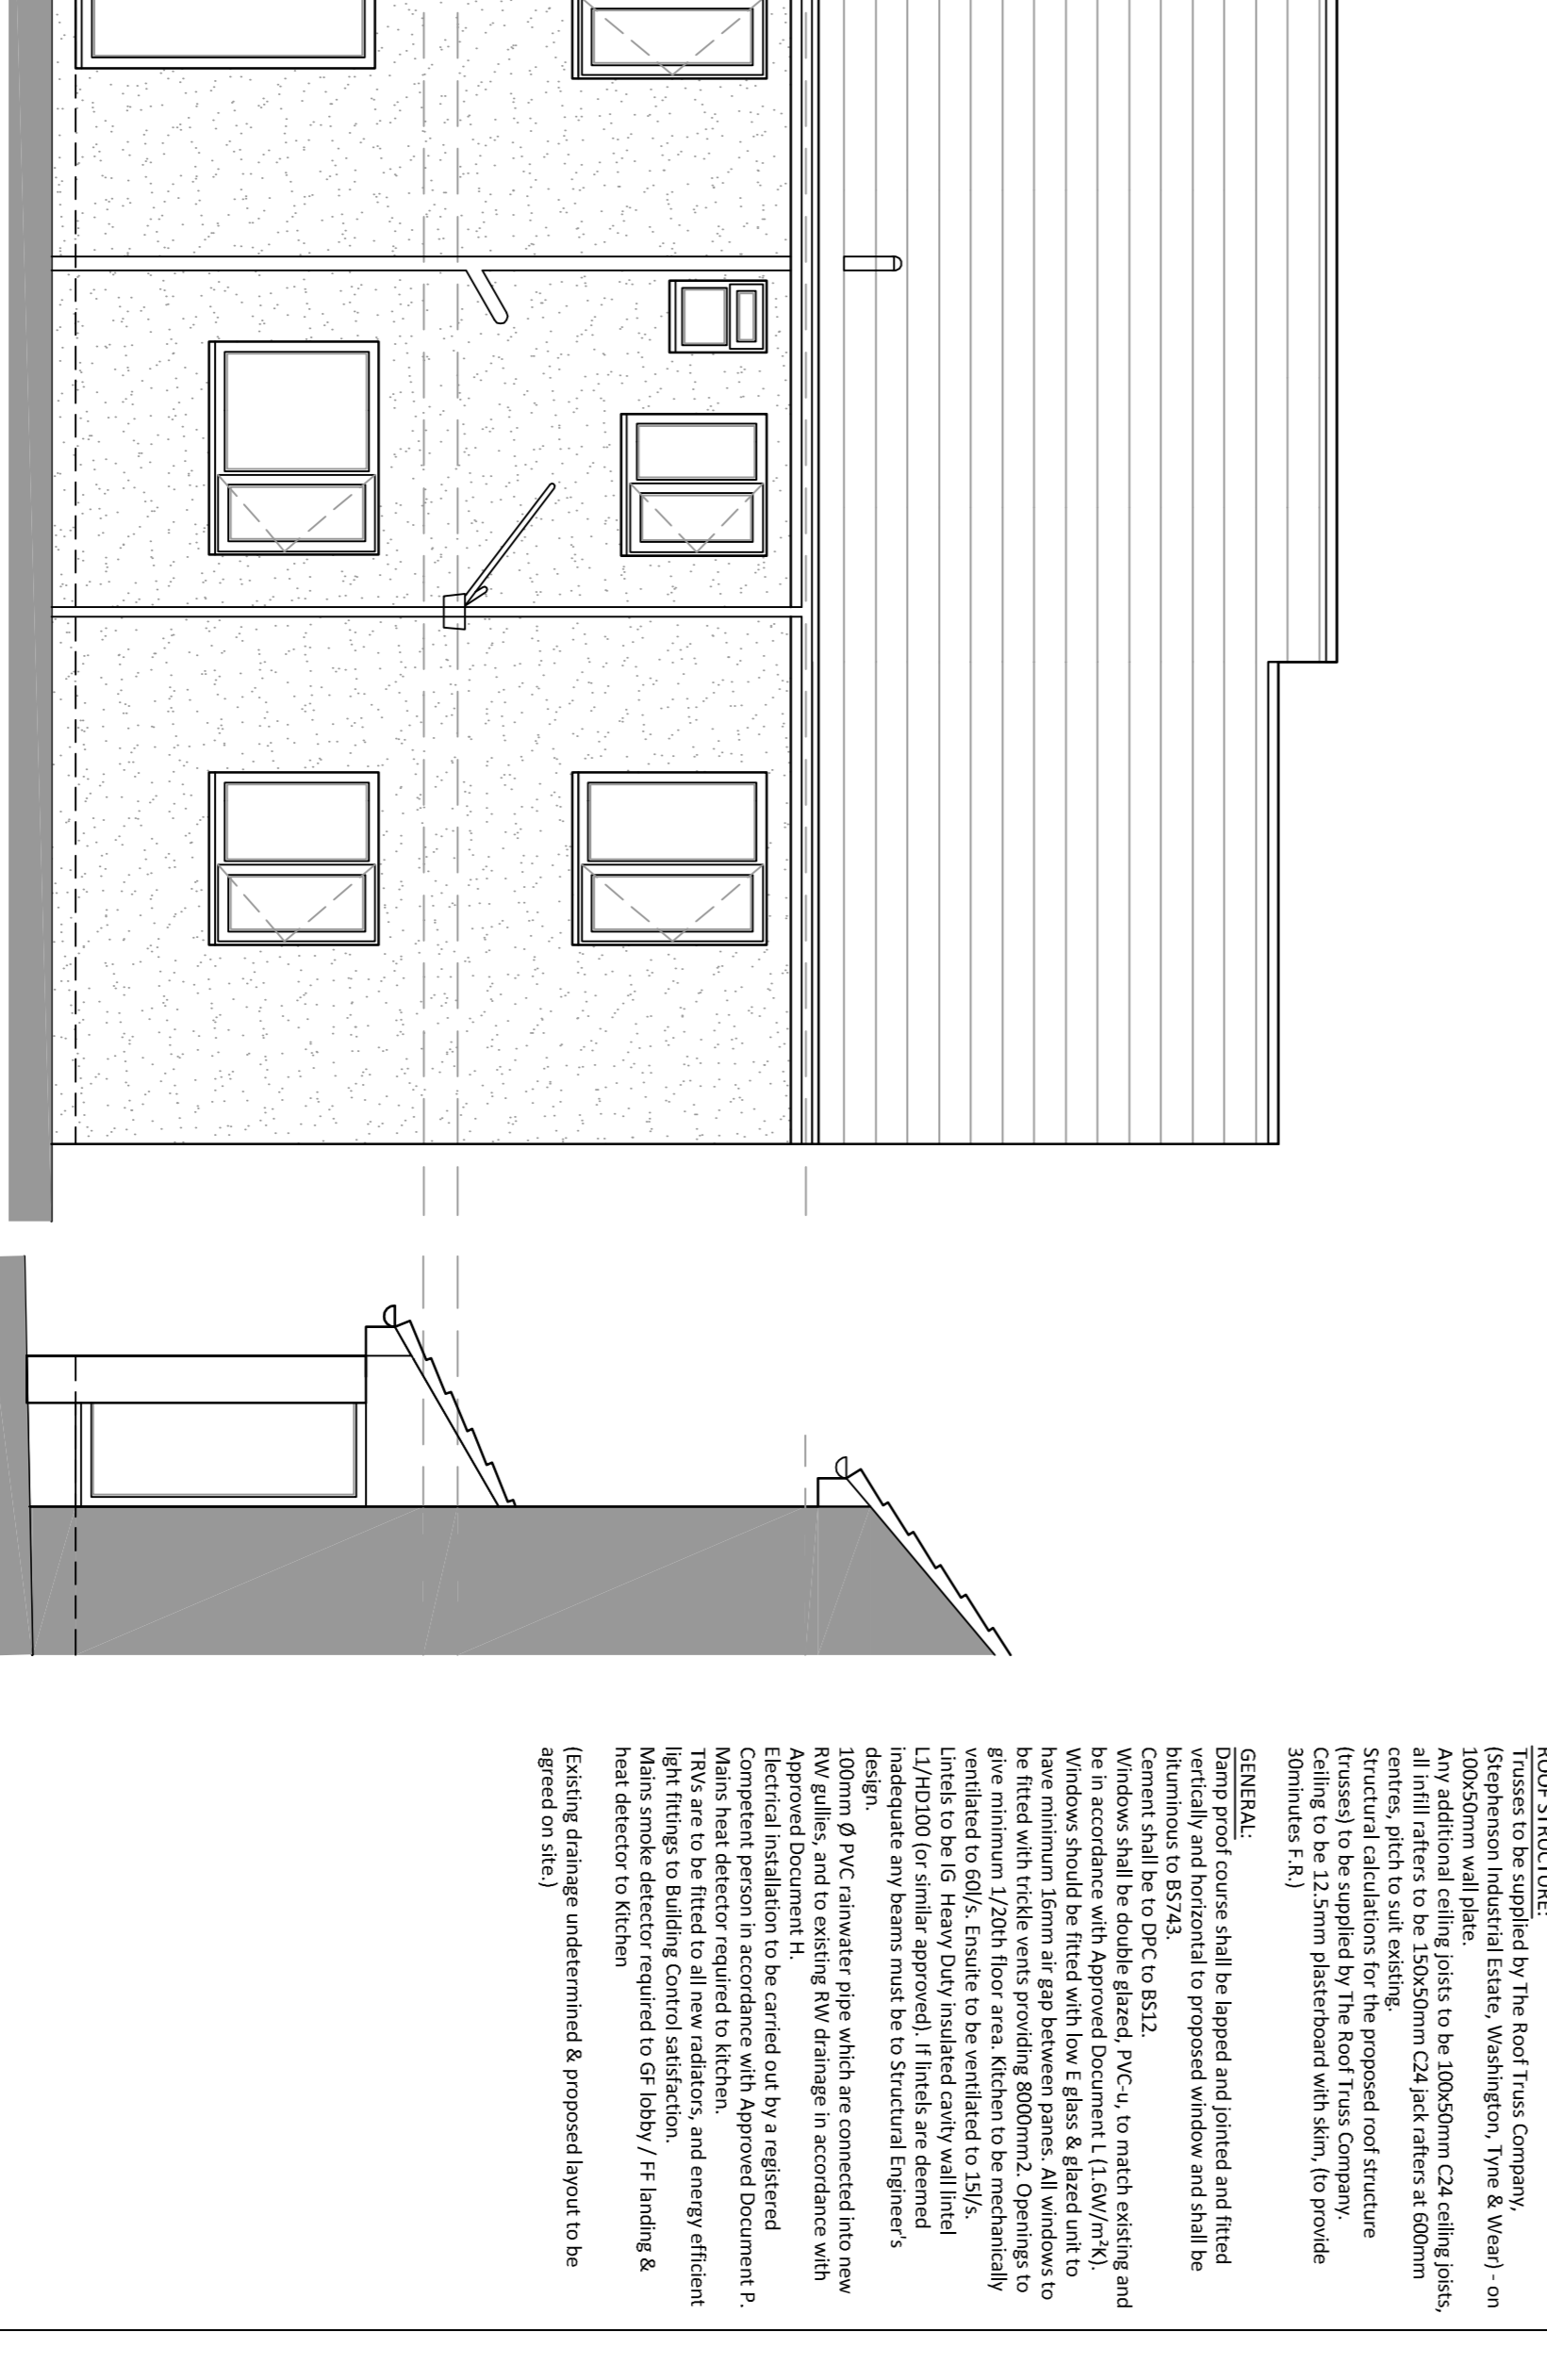 ROOF STRUCTURE:
Trusses to be supplied by The Roof Truss Company,
(Stephenson Industrial Estate, Washington, Tyne & Wear) - on
100x50mm wall plate.
Any additional ceiling joists to be 100x50mm C24 ceiling joists,
all infill rafters to be 150x50mm C24 jack rafters at 600mm
centres, pitch to suit existing.
Structural calculations for the proposed roof structure
(trusses) to be supplied by The Roof Truss Company.
Ceiling to be 12.5mm plasterboard with skim, (to provide
30minutes F.R.)
GENERAL:
Damp proof course shall be lapped and jointed and fitted
vertically and horizontal to proposed window and shall be
bituminous to BS743.
Cement shall be to DPC to BS12.
Windows shall be double glazed, PVC-u, to match existing and
be in accordance with Approved Document L (1.6W/m²K).
Windows should be fitted with low E glass & glazed unit to
have minimum 16mm air gap between panes. All windows to
be fitted with trickle vents providing 8000mm2. Openings to
give minimum 1/20th floor area. Kitchen to be mechanically
ventilated to 60l/s. Ensuite to be ventilated to 15l/s.
Lintels to be IG Heavy Duty insulated cavity wall lintel
L1/HD100 (or similar approved). If lintels are deemed
inadequate any beams must be to Structural Engineer's
design.
100mm Ø PVC rainwater pipe which are connected into new
RW gullies, and to existing RW drainage in accordance with
Approved Document H.
Electrical installation to be carried out by a registered
Competent person in accordance with Approved Document P.
Mains heat detector required to kitchen.
TRVs are to be fitted to all new radiators, and energy efficient
light fittings to Building Control satisfaction.
Mains smoke detector required to GF lobby / FF landing &
heat detector to Kitchen
(Existing drainage undetermined & proposed layout to be
agreed on site.)